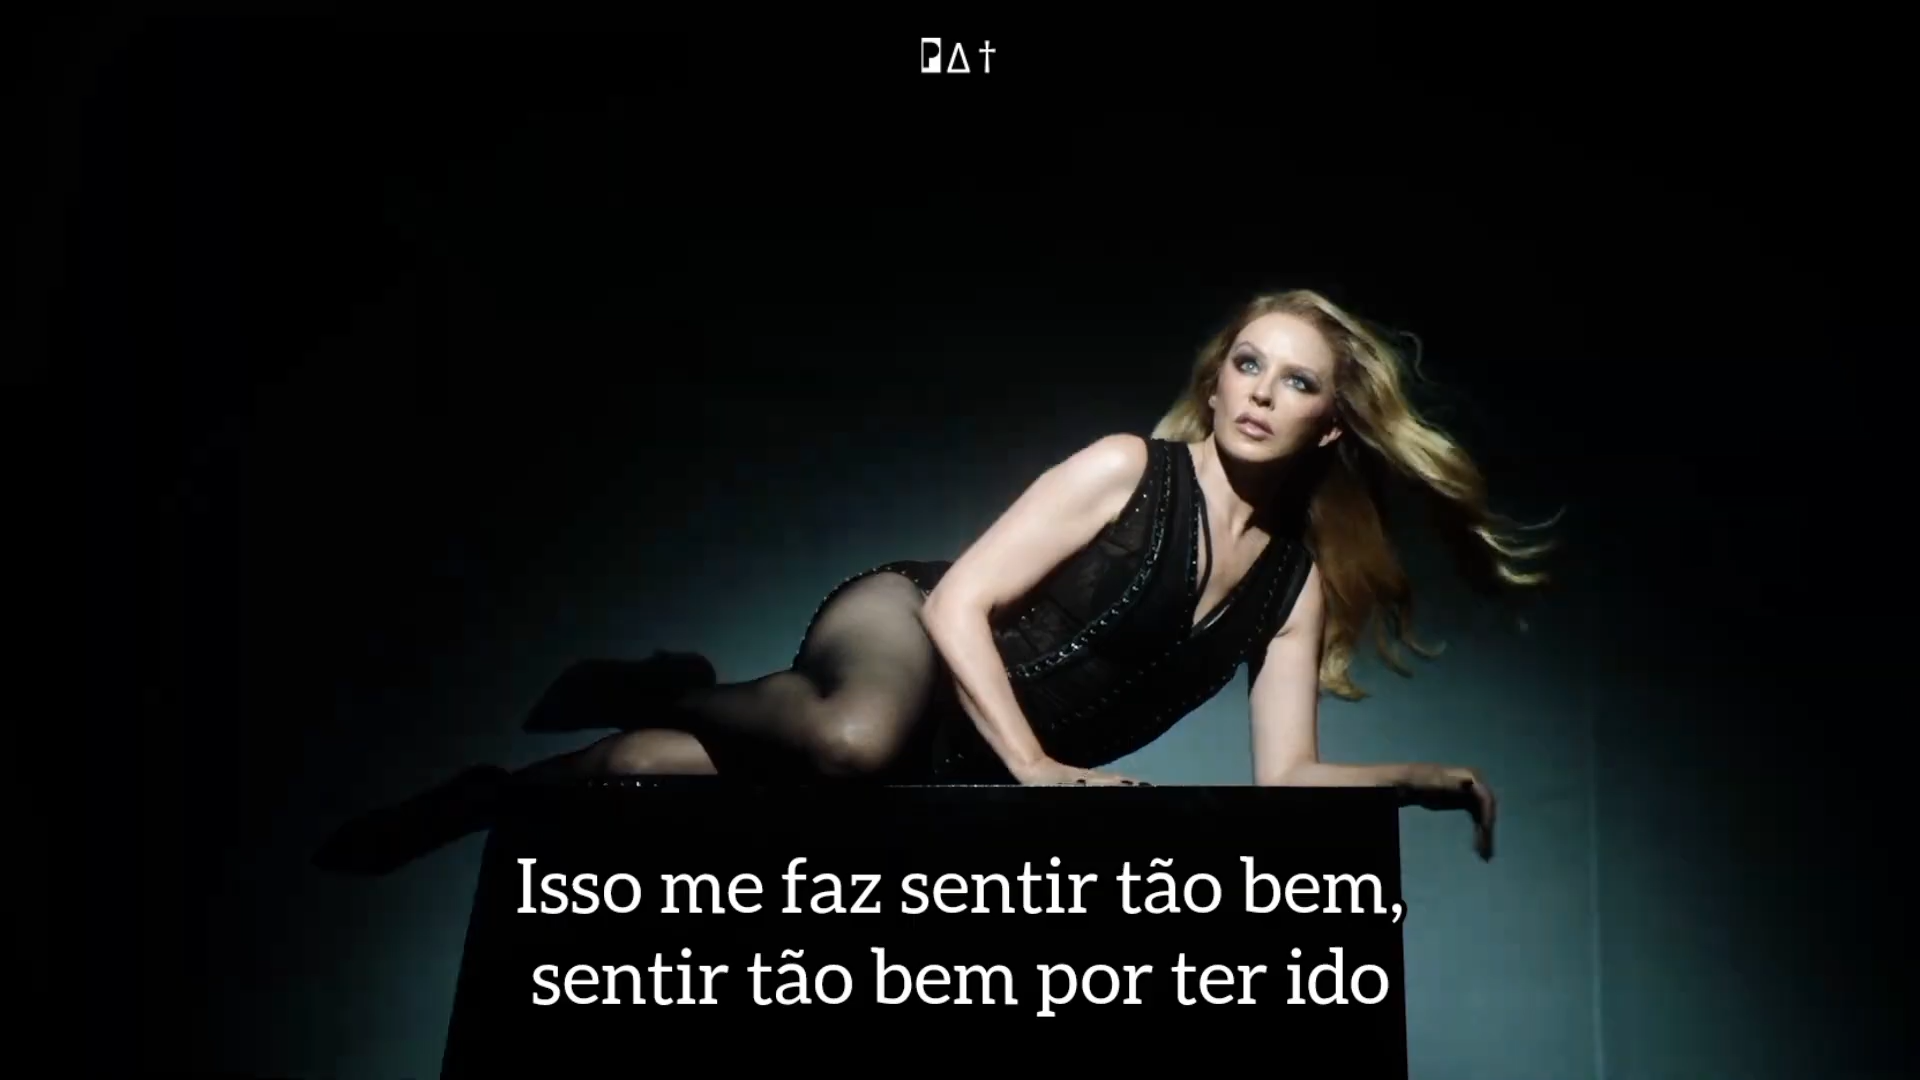 P∆†
Isso me faz sentir tão bem,
sentir tão bem por ter ido